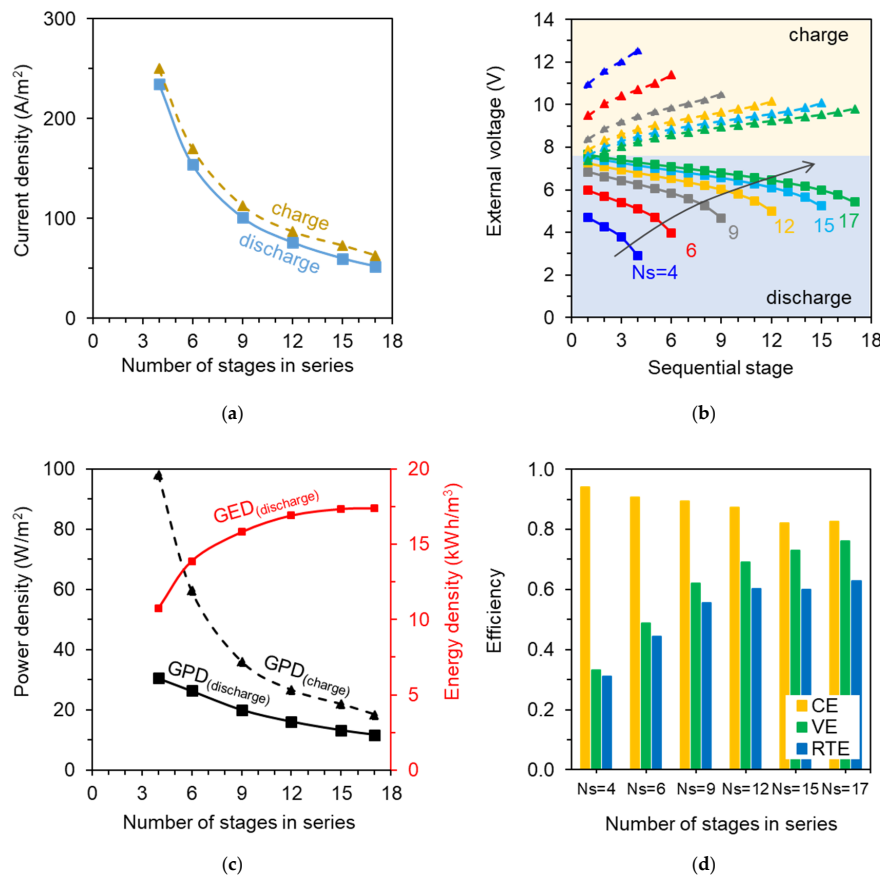 300
200
100
0
0
3
6
9
12
15
18
Current density (A/m²)
Number of stages in series
charge
discharge
(a)
14
12
10
8
6
4
2
0
0
3
6
9
12
15
18
External voltage (V)
Sequential stage
charge
discharge
Ns=4
6
9
12
15
17
(b)
100
80
60
40
20
0
20
15
10
5
0
0
3
6
9
12
15
18
Power density (W/m²)
Energy density (kWh/m³)
Number of stages in series
GED(discharge)
GPD(charge)
GPD(discharge)
(c)
1.0
0.8
0.6
0.4
0.2
0.0
Efficiency
CE
VE
RTE
Ns=4 Ns=6 Ns=9 Ns=12 Ns=15 Ns=17
Number of stages in series
(d)